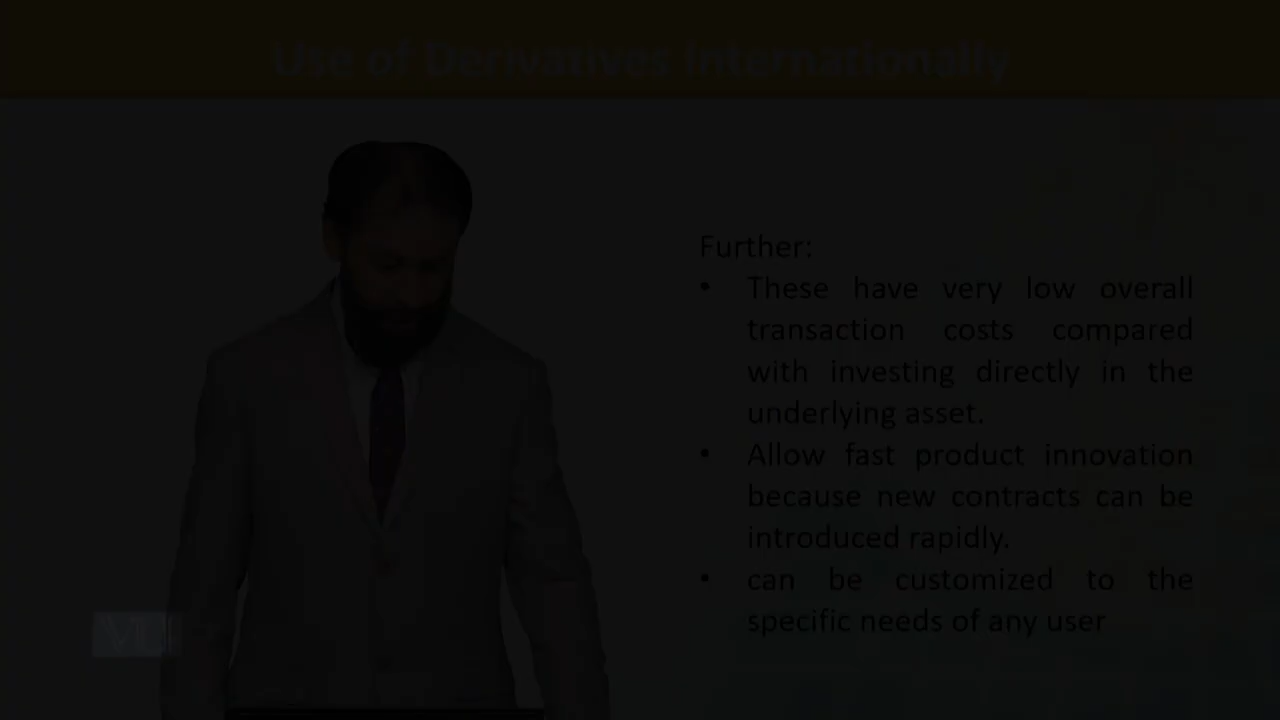 Use of Derivatives Internationally
Further:
• These have very low overall
transaction costs compared
with investing directly in the
underlying asset.
• Allow fast product innovation
because new contracts can be
introduced rapidly.
• can be customized to the
specific needs of any user
VU